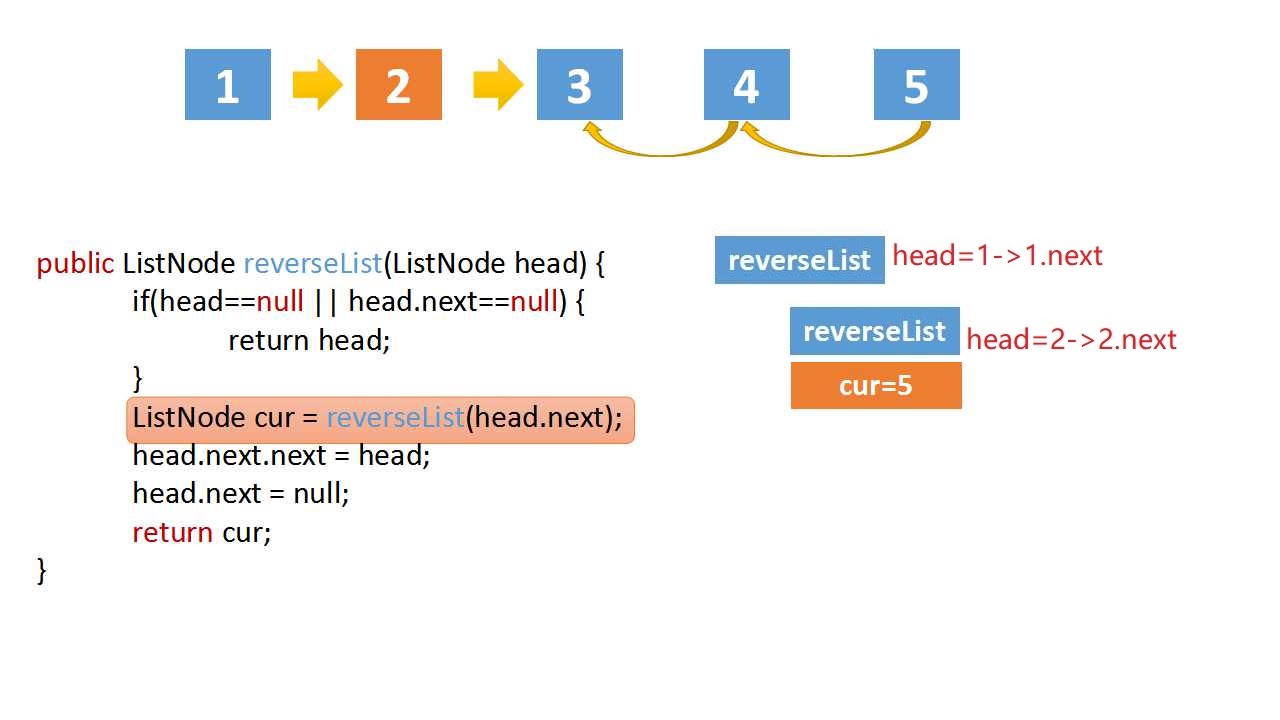 1 2 3 4 5
public ListNode reverseList(ListNode head) {
if(head==null || head.next==null) {
return head;
}
ListNode cur = reverseList(head.next);
head.next.next = head;
head.next = null;
return cur;
}
reverseList head=1->1.next
reverseList head=2->2.next
cur=5